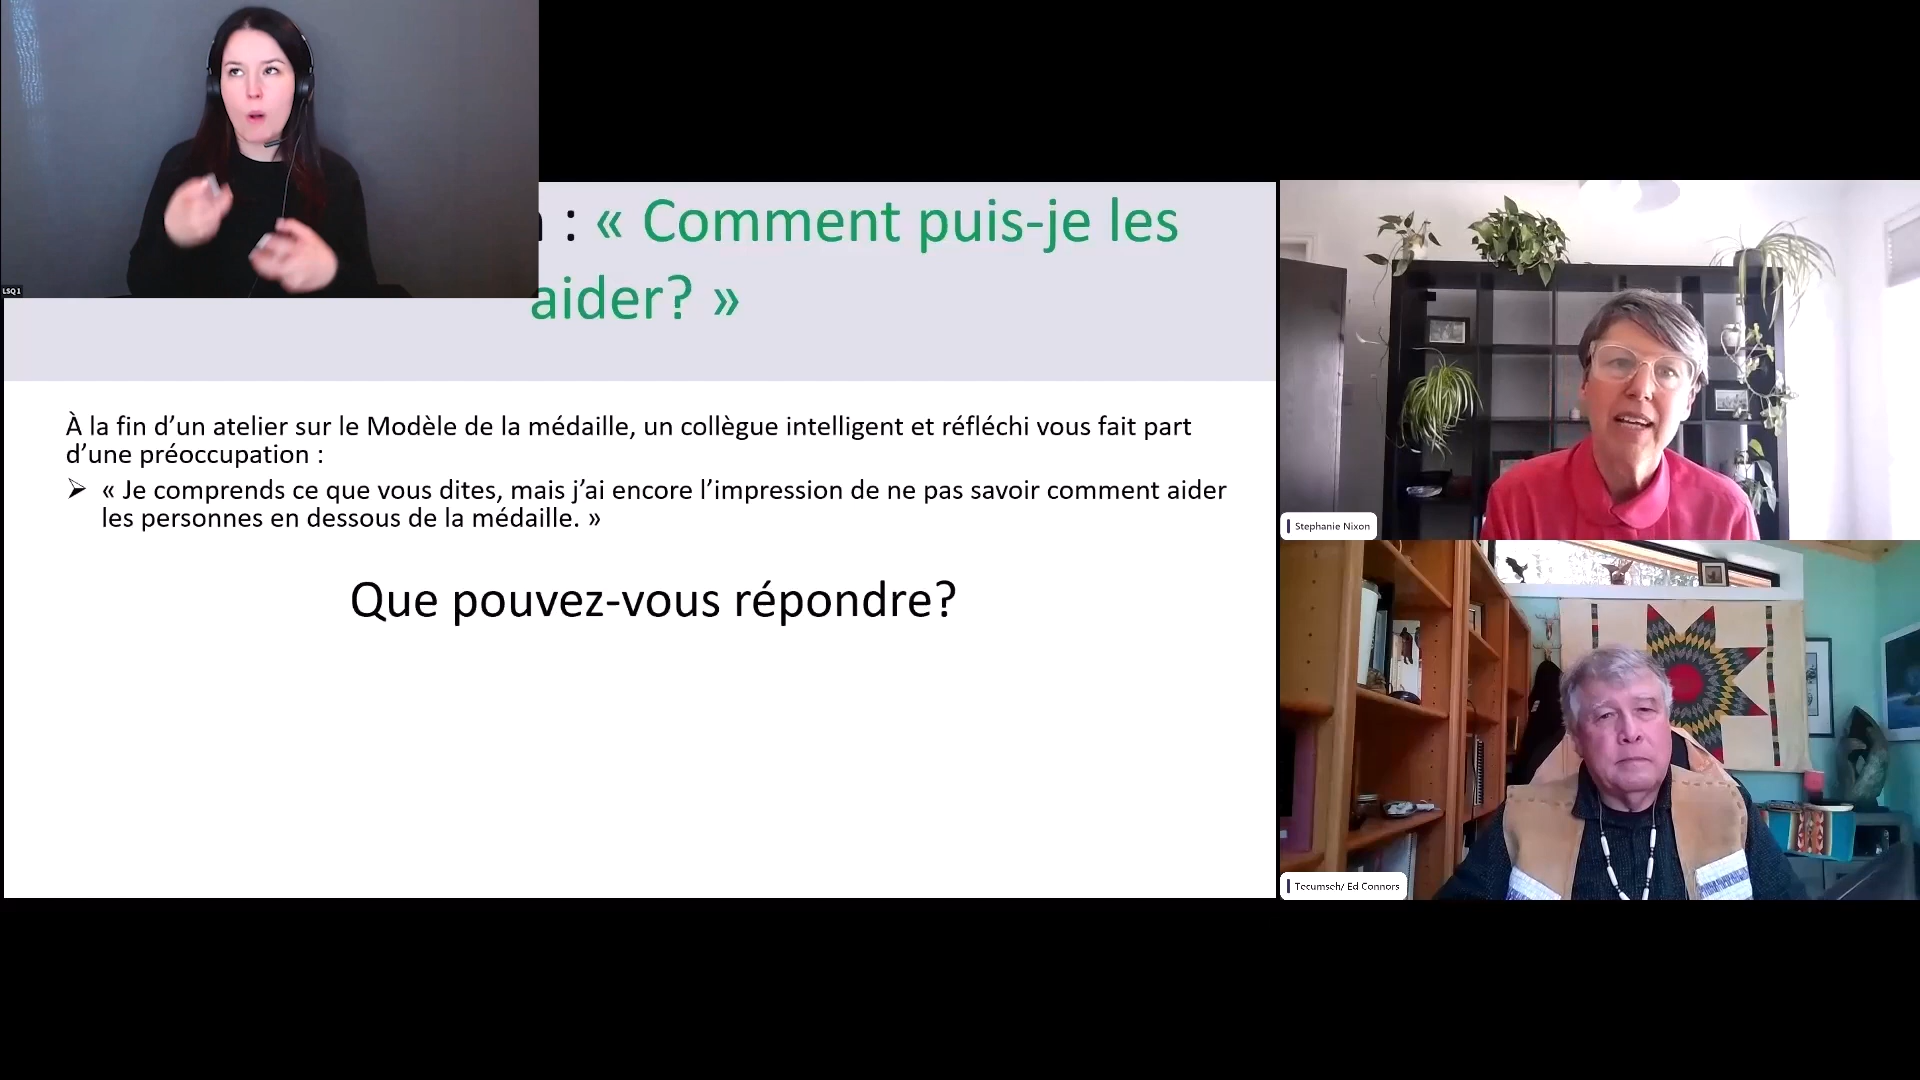 LSQ 1
: « Comment puis-je les
aider? »
À la fin d’un atelier sur le Modèle de la médaille, un collègue intelligent et réfléchi vous fait part
d’une préoccupation :
➢ « Je comprends ce que vous dites, mais j’ai encore l’impression de ne pas savoir comment aider
les personnes en dessous de la médaille. »
Que pouvez-vous répondre?
Stephanie Nixon
Tecumseh/ Ed Connors